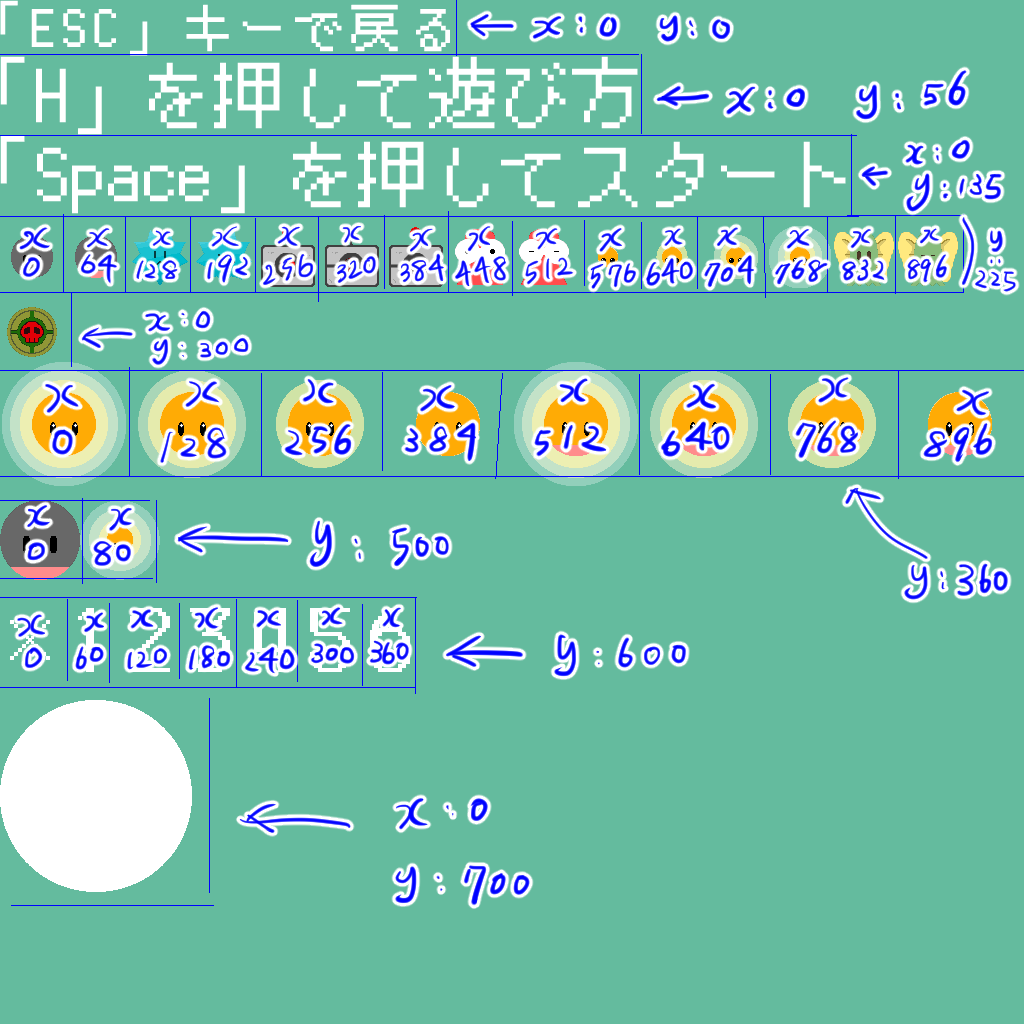 「ESC」キーで戻る ← x:0 y:0
「H」を押して遊び方 ← x:0 y:56
「Space」を押してスタート ← x:0
y:135
x x x x x x x x x x x x x x x y:
0 64 128 192 256 320 384 448 512 576 640 704 768 832 896 225
← x:0
y:300
x x x x x x x x
0 128 256 384 512 640 768 896
y:360
x x
0 80 ← y:500
x x x x x x x
0 60 120 180 240 300 360 ← y:600
← x:0
y:700